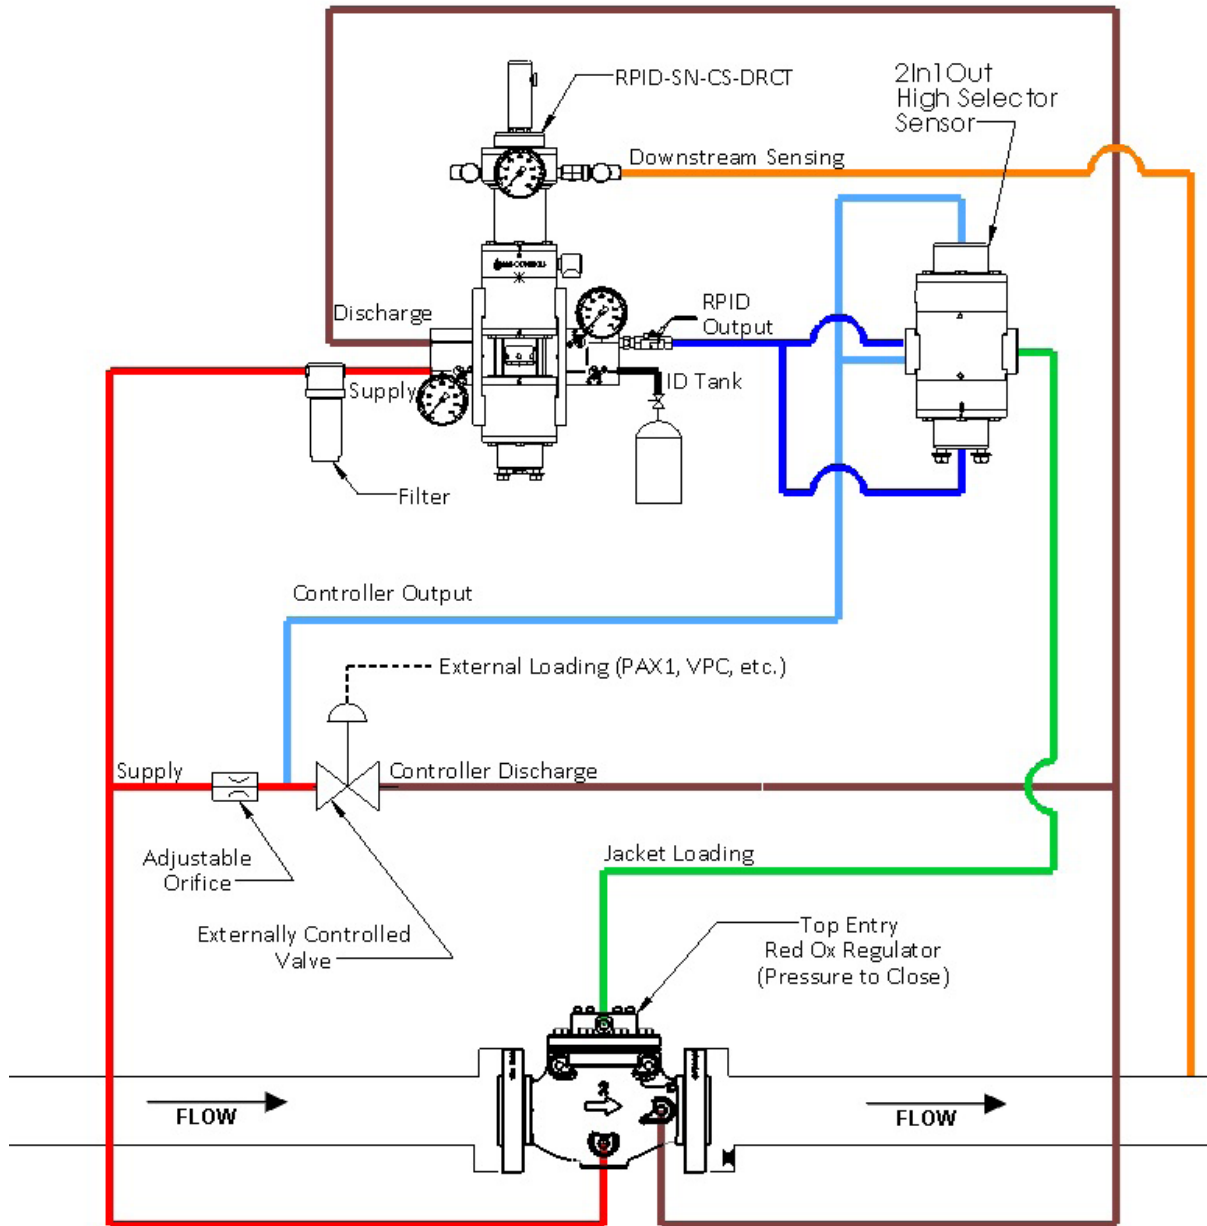 RPID-SN-CS-DRCT
2In1Out
High Selector
Sensor
Downstream Sensing
Discharge
RPID
Output
Supply
ID Tank
Filter
Controller Output
External Loading (PAX1, VPC, etc.)
Supply
Controller Discharge
Adjustable
Orifice
Jacket Loading
Externally Controlled
Valve
Top Entry
Red Ox Regulator
(Pressure to Close)
FLOW
FLOW